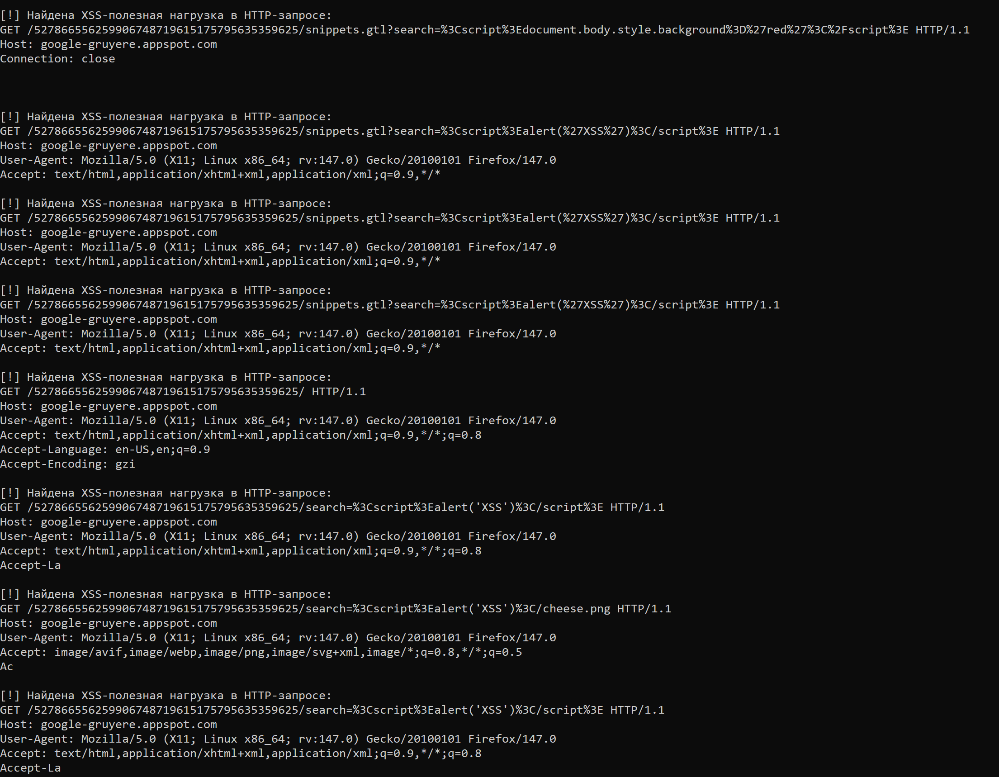 [!] Найдена XSS-полезная нагрузка в HTTP-запросе:
GET /527866556259906748719615175795635359625/snippets.gtl?search=%3Cscript%3Edocument.body.style.background%3D%27red%27%3C%2Fscript%3E HTTP/1.1
Host: google-gruyere.appspot.com
Connection: close
[!] Найдена XSS-полезная нагрузка в HTTP-запросе:
GET /527866556259906748719615175795635359625/snippets.gtl?search=%3Cscript%3Ealert(%27XSS%27)%3C/script%3E HTTP/1.1
Host: google-gruyere.appspot.com
User-Agent: Mozilla/5.0 (X11; Linux x86_64; rv:147.0) Gecko/20100101 Firefox/147.0
Accept: text/html,application/xhtml+xml,application/xml;q=0.9,*/*
[!] Найдена XSS-полезная нагрузка в HTTP-запросе:
GET /527866556259906748719615175795635359625/snippets.gtl?search=%3Cscript%3Ealert(%27XSS%27)%3C/script%3E HTTP/1.1
Host: google-gruyere.appspot.com
User-Agent: Mozilla/5.0 (X11; Linux x86_64; rv:147.0) Gecko/20100101 Firefox/147.0
Accept: text/html,application/xhtml+xml,application/xml;q=0.9,*/*
[!] Найдена XSS-полезная нагрузка в HTTP-запросе:
GET /527866556259906748719615175795635359625/snippets.gtl?search=%3Cscript%3Ealert(%27XSS%27)%3C/script%3E HTTP/1.1
Host: google-gruyere.appspot.com
User-Agent: Mozilla/5.0 (X11; Linux x86_64; rv:147.0) Gecko/20100101 Firefox/147.0
Accept: text/html,application/xhtml+xml,application/xml;q=0.9,*/*
[!] Найдена XSS-полезная нагрузка в HTTP-запросе:
GET /527866556259906748719615175795635359625/ HTTP/1.1
Host: google-gruyere.appspot.com
User-Agent: Mozilla/5.0 (X11; Linux x86_64; rv:147.0) Gecko/20100101 Firefox/147.0
Accept: text/html,application/xhtml+xml,application/xml;q=0.9,*/*;q=0.8
Accept-Language: en-US,en;q=0.9
Accept-Encoding: gzi
[!] Найдена XSS-полезная нагрузка в HTTP-запросе:
GET /527866556259906748719615175795635359625/search=%3Cscript%3Ealert('XSS')%3C/script%3E HTTP/1.1
Host: google-gruyere.appspot.com
User-Agent: Mozilla/5.0 (X11; Linux x86_64; rv:147.0) Gecko/20100101 Firefox/147.0
Accept: text/html,application/xhtml+xml,application/xml;q=0.9,*/*;q=0.8
Accept-La
[!] Найдена XSS-полезная нагрузка в HTTP-запросе:
GET /527866556259906748719615175795635359625/search=%3Cscript%3Ealert('XSS')%3C/cheese.png HTTP/1.1
Host: google-gruyere.appspot.com
User-Agent: Mozilla/5.0 (X11; Linux x86_64; rv:147.0) Gecko/20100101 Firefox/147.0
Accept: image/avif,image/webp,image/png,image/svg+xml,image/*;q=0.8,*/*;q=0.5
Ac
[!] Найдена XSS-полезная нагрузка в HTTP-запросе:
GET /527866556259906748719615175795635359625/search=%3Cscript%3Ealert('XSS')%3C/script%3E HTTP/1.1
Host: google-gruyere.appspot.com
User-Agent: Mozilla/5.0 (X11; Linux x86_64; rv:147.0) Gecko/20100101 Firefox/147.0
Accept: text/html,application/xhtml+xml,application/xml;q=0.9,*/*;q=0.8
Accept-La